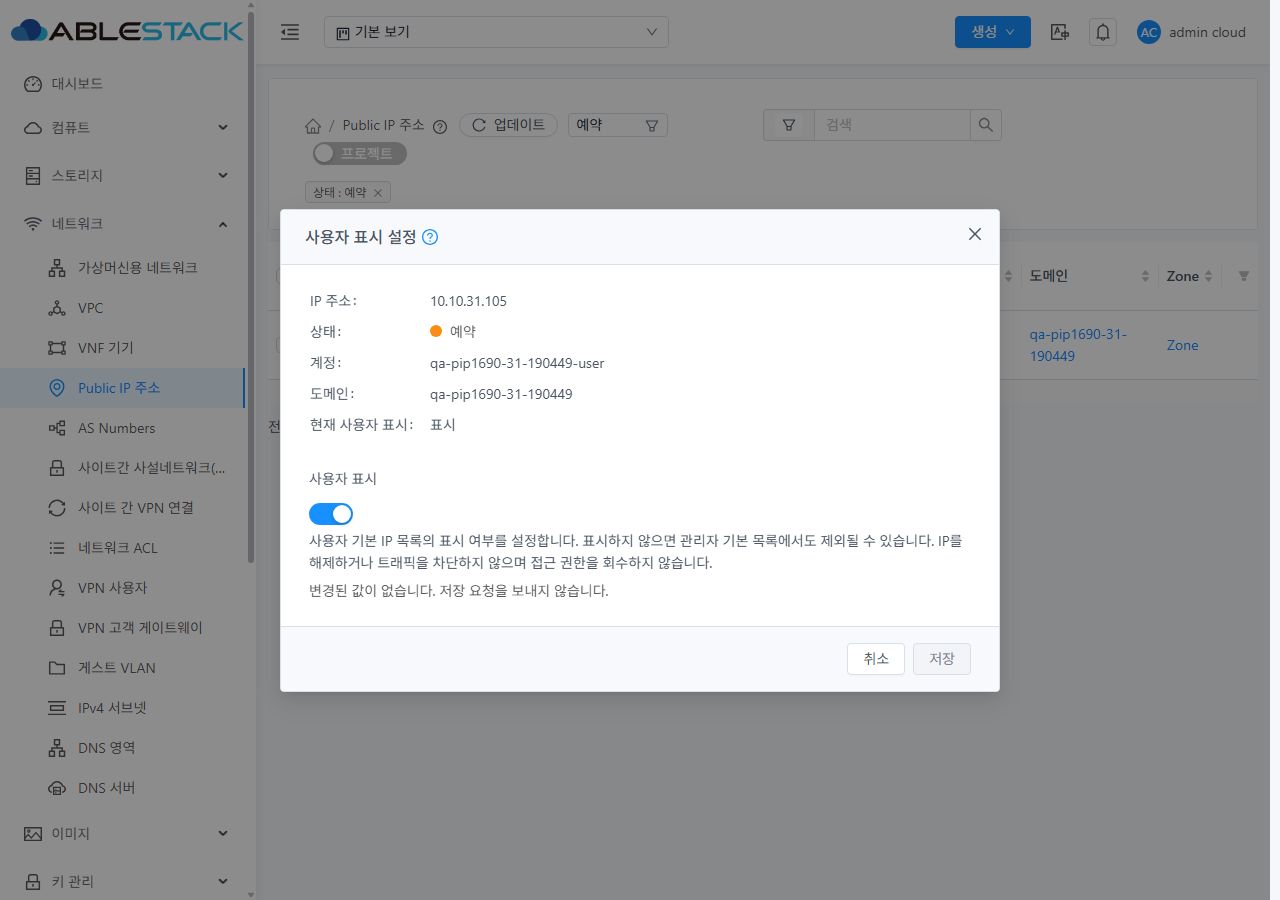 ABLESTACK
기본 보기
생성
AC
admin cloud
대시보드
컴퓨트
스토리지
네트워크
가상머신용 네트워크
VPC
VNF 기기
Public IP 주소
AS Numbers
사이트간 사설네트워크(...
사이트 간 VPN 연결
네트워크 ACL
VPN 사용자
VPN 고객 게이트웨이
게스트 VLAN
IPv4 서브넷
DNS 영역
DNS 서버
이미지
키 관리
/ Public IP 주소
업데이트
예약
검색
프로젝트
상태 : 예약
도메인
Zone
qa-pip1690-31-
190449
Zone
전
사용자 표시 설정
IP 주소: 10.10.31.105
상태: 예약
계정: qa-pip1690-31-190449-user
도메인: qa-pip1690-31-190449
현재 사용자 표시: 표시
사용자 표시
사용자 기본 IP 목록의 표시 여부를 설정합니다. 표시하지 않으면 관리자 기본 목록에서도 제외될 수 있습니다. IP를
해제하거나 트래픽을 차단하지 않으며 접근 권한을 회수하지 않습니다.
변경된 값이 없습니다. 저장 요청을 보내지 않습니다.
취소
저장